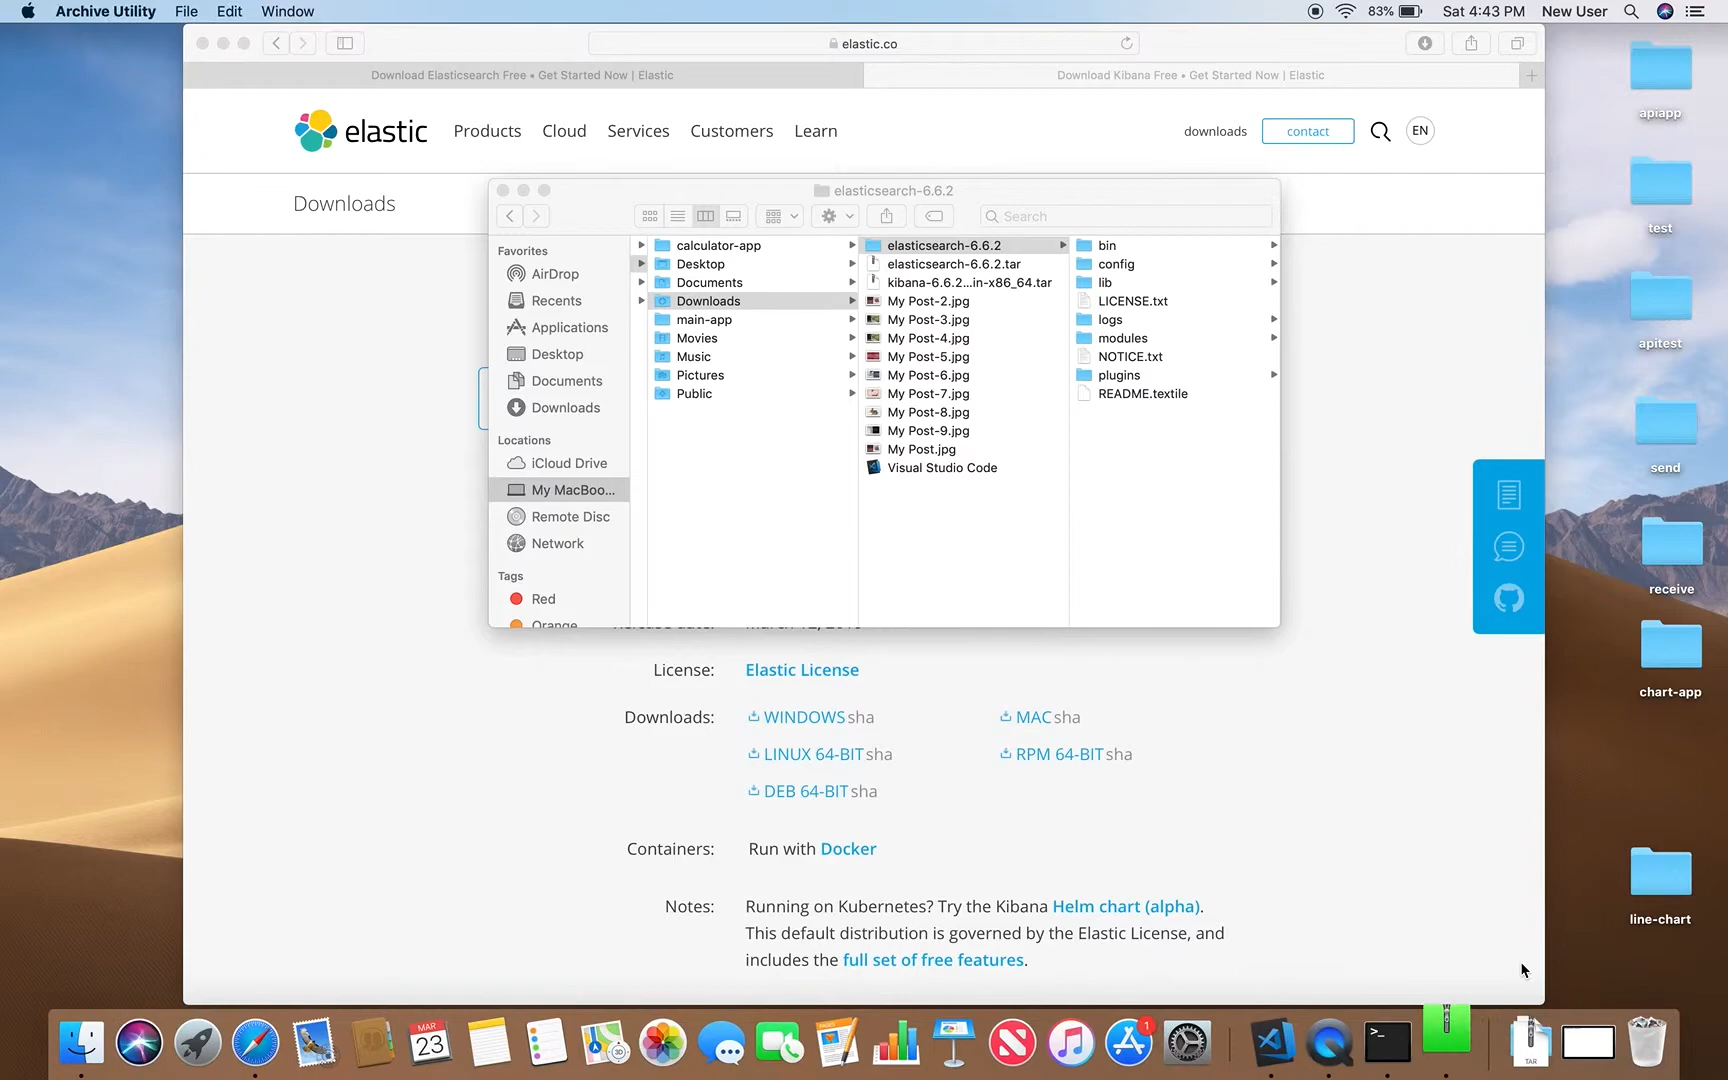 Archive Utility File Edit Window 83% Sat 4:43 PM New User
elastic.co
Download Elasticsearch Free • Get Started Now | Elastic
Download Kibana Free • Get Started Now | Elastic
elastic Products Cloud Services Customers Learn downloads contact EN
Downloads
elasticsearch-6.6.2
Search
Favorites
AirDrop
Recents
Applications
Desktop
Documents
Downloads
Locations
iCloud Drive
My MacBoo...
Remote Disc
Network
Tags
Red
Orange
calculator-app
Desktop
Documents
Downloads
main-app
Movies
Music
Pictures
Public
elasticsearch-6.6.2
elasticsearch-6.6.2.tar
kibana-6.6.2...in-x86_64.tar
My Post-2.jpg
My Post-3.jpg
My Post-4.jpg
My Post-5.jpg
My Post-6.jpg
My Post-7.jpg
My Post-8.jpg
My Post-9.jpg
My Post.jpg
Visual Studio Code
bin
config
lib
LICENSE.txt
logs
modules
NOTICE.txt
plugins
README.textile
License: Elastic License
Downloads: WINDOWS sha MAC sha
LINUX 64-BIT sha RPM 64-BIT sha
DEB 64-BIT sha
Containers: Run with Docker
Notes: Running on Kubernetes? Try the Kibana Helm chart (alpha).
This default distribution is governed by the Elastic License, and
includes the full set of free features.
apiapp
test
apitest
send
receive
chart-app
line-chart
MAR
23
3D
PAGES
1
>_
TAR